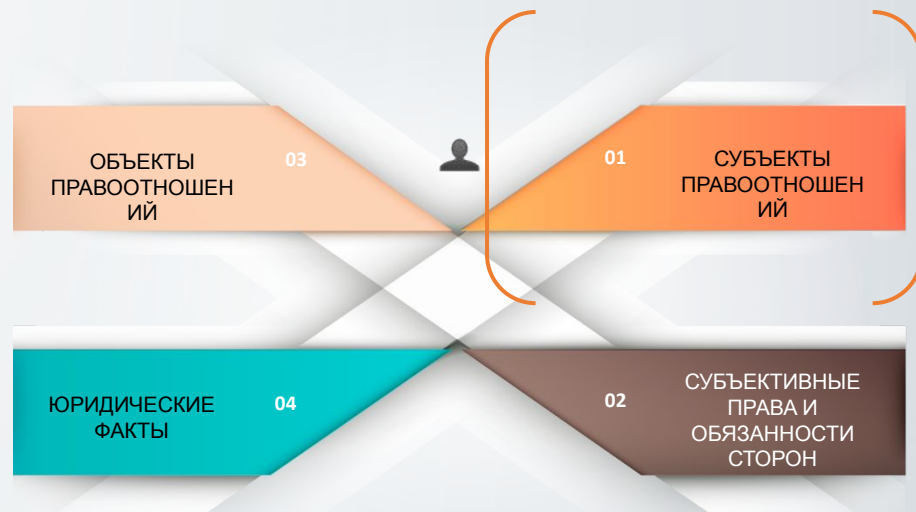 03
ОБЪЕКТЫ
ПРАВООТНОШЕН
ИЙ
01
СУБЪЕКТЫ
ПРАВООТНОШЕН
ИЙ
04
ЮРИДИЧЕСКИЕ
ФАКТЫ
02
СУБЪЕКТИВНЫЕ
ПРАВА И
ОБЯЗАННОСТИ
СТОРОН